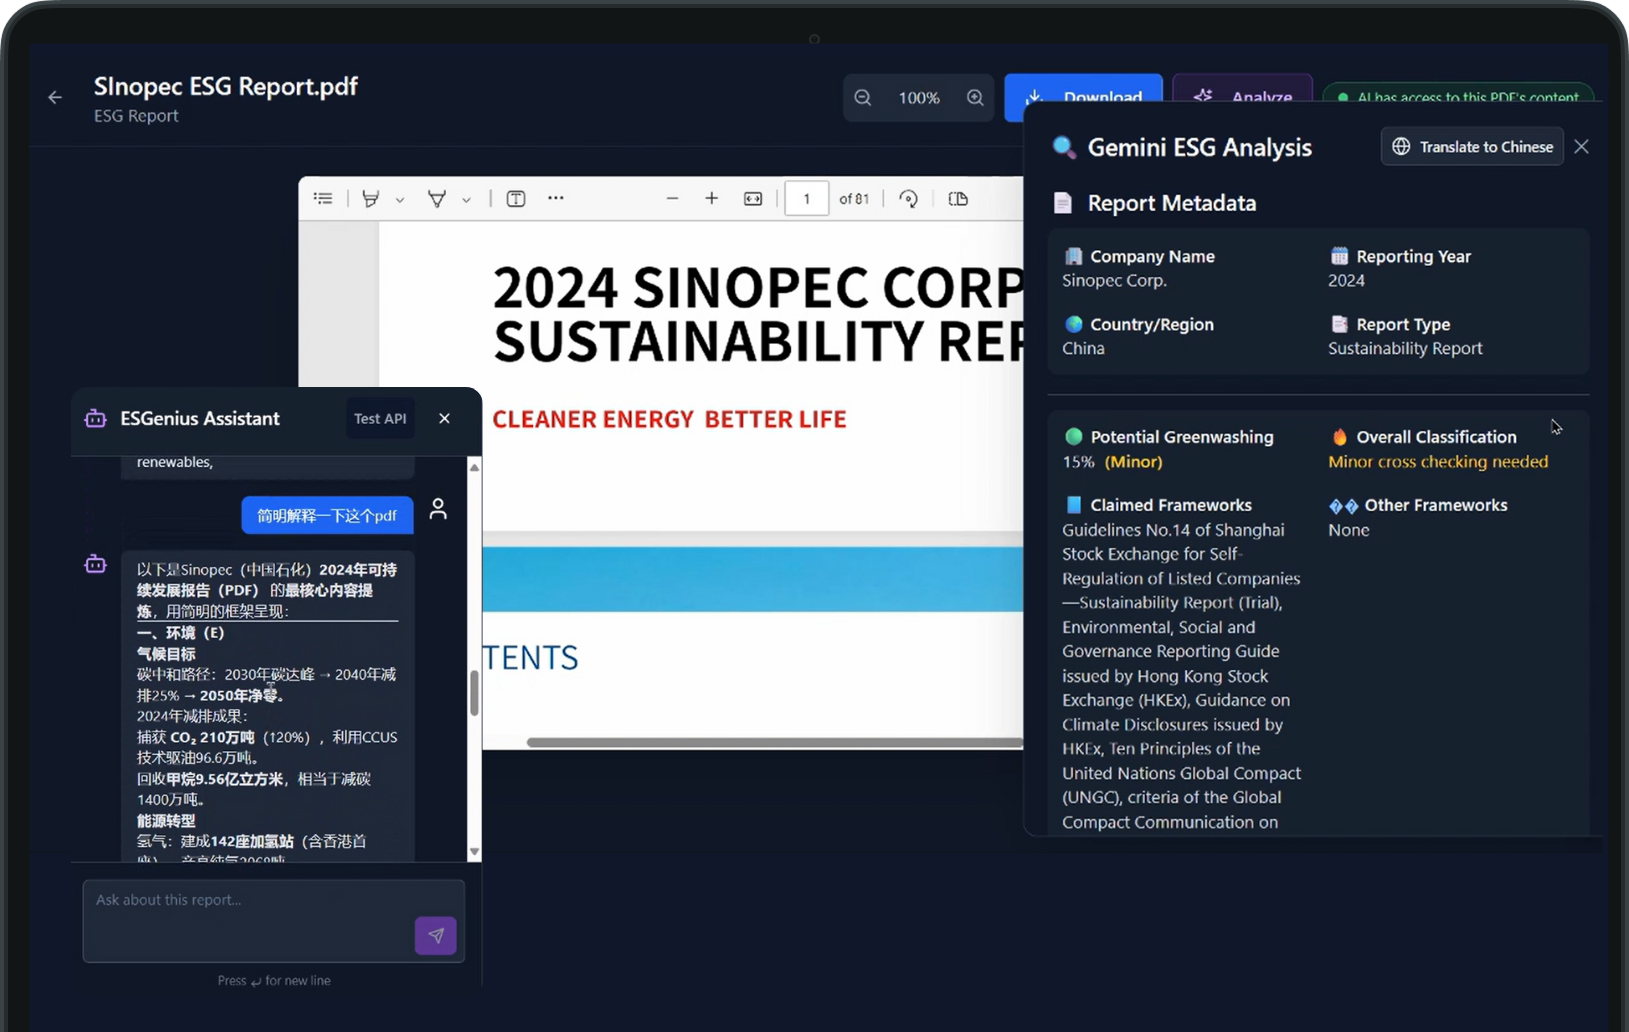 SInopec ESG Report.pdf
ESG Report
100%
Download
Analyze
AI has access to this PDF's content
1 of 81
2024 SINOPEC CORP
SUSTAINABILITY REP
CLEANER ENERGY BETTER LIFE
TENTS
ESGenius Assistant
Test API
renewables,
简明解释一下这个pdf
以下是Sinopec（中国石化）2024年可持
续发展报告（PDF） 的最核心内容提
炼，用简明的框架呈现：
一、环境（E）
气候目标
碳中和路径：2030年碳达峰 → 2040年减
排25% → 2050年净零。
2024年减排成果：
捕获 CO₂ 210万吨（↑20%），利用CCUS
技术驱油96.6万吨。
回收甲烷9.56亿立方米，相当于减碳
1400万吨。
能源转型
氢气：建成142座加氢站（含香港首
座），产高纯氢2068吨
Ask about this report...
Press ↵ for new line
Gemini ESG Analysis
Translate to Chinese
Report Metadata
Company Name
Sinopec Corp.
Reporting Year
2024
Country/Region
China
Report Type
Sustainability Report
Potential Greenwashing
15% (Minor)
Overall Classification
Minor cross checking needed
Claimed Frameworks
Guidelines No.14 of Shanghai
Stock Exchange for Self-
Regulation of Listed Companies
—Sustainability Report (Trial),
Environmental, Social and
Governance Reporting Guide
issued by Hong Kong Stock
Exchange (HKEx), Guidance on
Climate Disclosures issued by
HKEx, Ten Principles of the
United Nations Global Compact
(UNGC), criteria of the Global
Compact Communication on
Other Frameworks
None